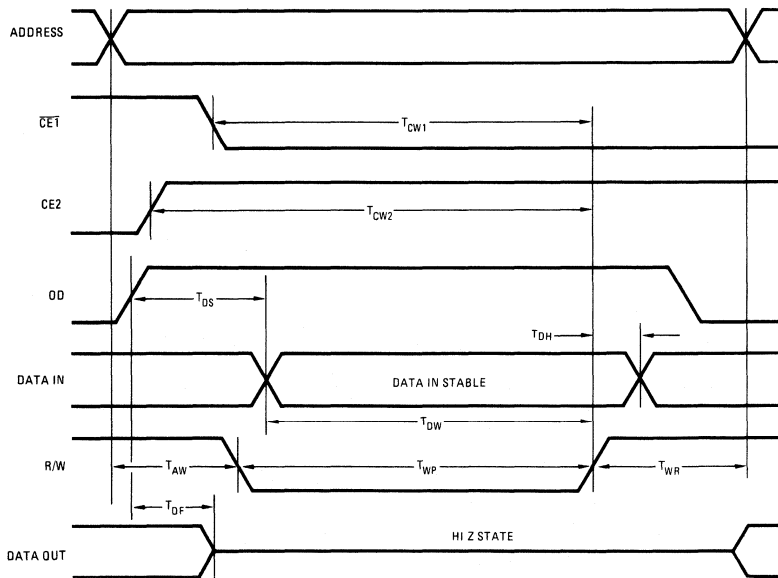 ADDRESS
CE1
T_CW1
CE2
T_CW2
OD
T_DS
T_DH
DATA IN
DATA IN STABLE
T_DW
R/W
T_AW
T_WP
T_WR
T_DF
HI Z STATE
DATA OUT